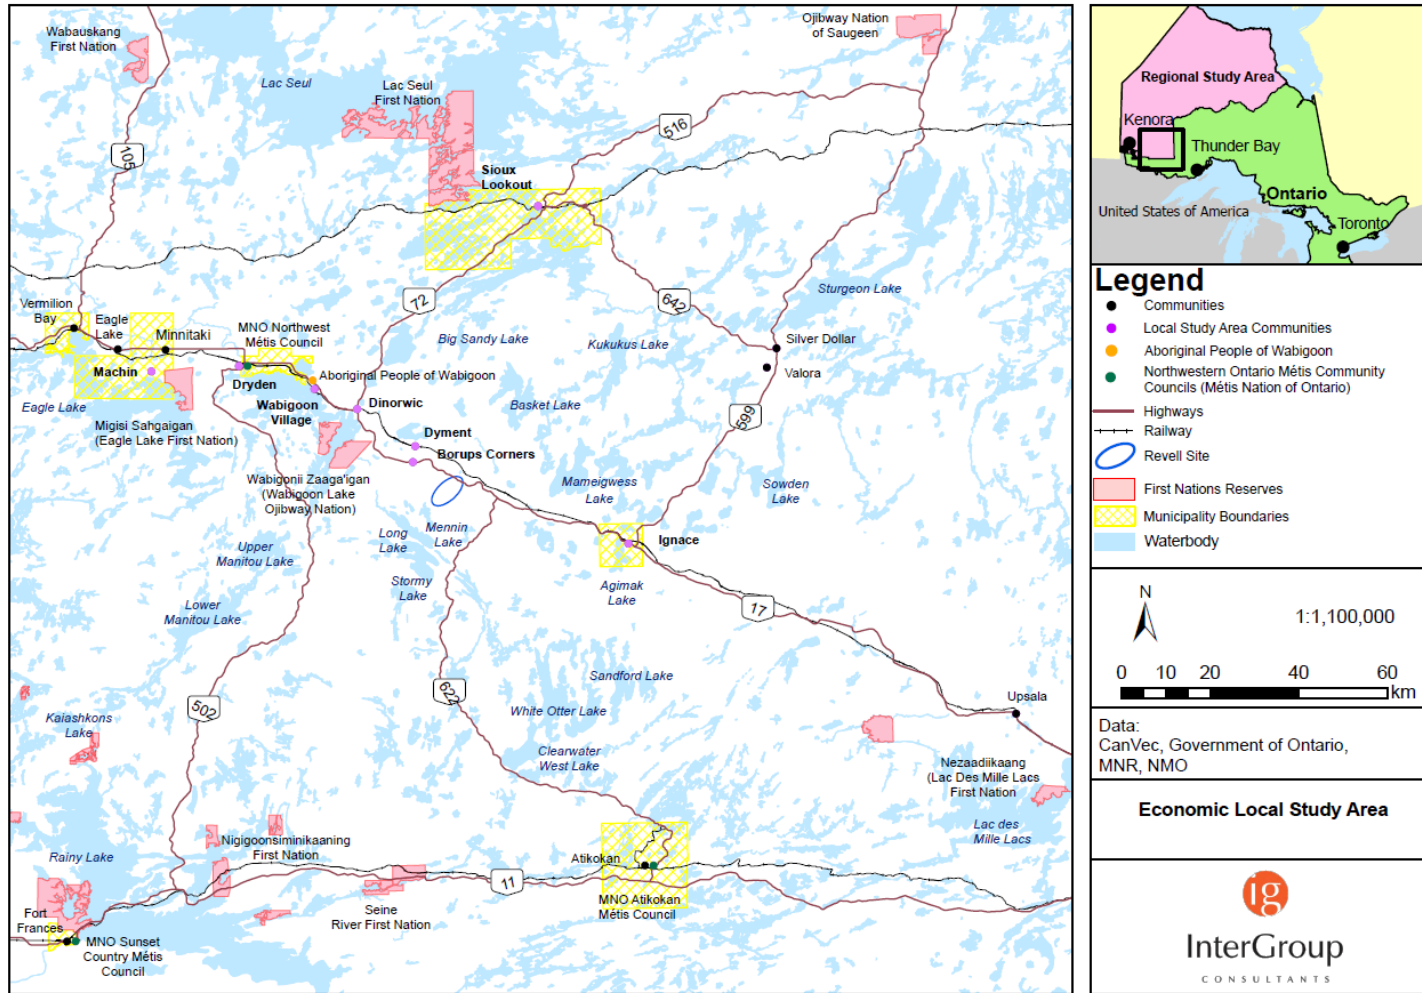 Wabauskang
First Nation
Ojibway Nation
of Saugeen
Lac Seul
Lac Seul
First Nation
105
516
Sioux
Lookout
72
642
Sturgeon Lake
Vermilion
Bay
Eagle
Lake
Minnitaki
MNO Northwest
Métis Council
Big Sandy Lake
Kukukus Lake
Silver Dollar
Valora
Machin
Dryden
Aboriginal People of Wabigoon
Wabigoon
Village
Dinorwic
Basket Lake
599
Eagle Lake
Migisi Sahgaigan
(Eagle Lake First Nation)
Dyment
Borups Corners
Wabigonii Zaaga'igan
(Wabigoon Lake
Ojibway Nation)
Mameigwess
Lake
Sowden
Lake
Long
Lake
Mennin
Lake
Ignace
Upper
Manitou Lake
Stormy
Lake
Agimak
Lake
17
Lower
Manitou Lake
Sandford Lake
622
502
White Otter Lake
Upsala
Kaiashkons
Lake
Clearwater
West Lake
Nezaadiikaang
(Lac Des Mille Lacs
First Nation
Lac des
Mille Lacs
Nigigoonsiminikaaning
First Nation
Rainy Lake
Atikokan
11
MNO Atikokan
Métis Council
Seine
River First Nation
Fort
Frances
MNO Sunset
Country Métis
Council
Regional Study Area
Kenora
Thunder Bay
Ontario
United States of America
Toronto
Legend
Communities
Local Study Area Communities
Aboriginal People of Wabigoon
Northwestern Ontario Métis Community
Councils (Métis Nation of Ontario)
Highways
Railway
Revell Site
First Nations Reserves
Municipality Boundaries
Waterbody
N
1:1,100,000
0 10 20 40 60
km
Data:
CanVec, Government of Ontario,
MNR, NMO
Economic Local Study Area
ig
InterGroup
CONSULTANTS